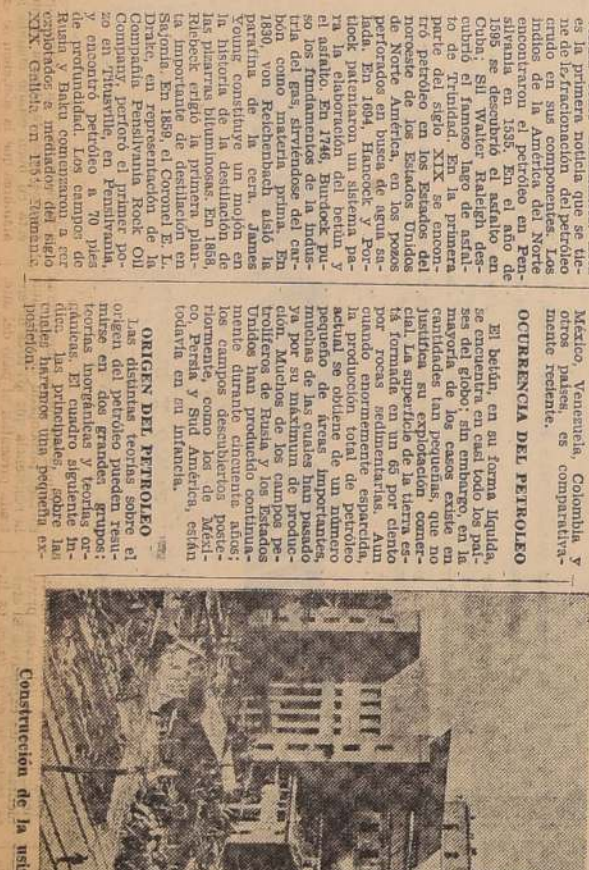 es la primera noticia que se tie-
ne de la fraccionación del petróleo
crudo en sus componentes. Los
indios de la América del Norte
encontraron el petróleo en Pen-
silvania en 1535. En el año de
1595 se descubrió el asfalto en
Cuba; Sil Walter Raleigh des-
cubrió el famoso lago de asfal-
to de Trinidad. En la primera
parte del siglo XIX se encon-
tró petróleo en los Estados del
noroeste de los Estados Unidos
de Norte América, en los pozos
perforados en busca de agua sa-
lada. En 1694, Hancock y Por-
tlock patentaron un sistema pa-
ra la elaboración del betún y
el asfalto. En 1746, Burdock pu-
so los fundamentos de la indus-
tria del gas, sirviéndose del car-
bón como materia prima. En
1830, von Reichenbach aisló la
parafina de la cera. James
Young constituye un mojón en
la historia de la destilación de
las pizarras bituminosas. En 1858,
Riebeck erigió la primera plan-
ta importante de destilación en
Sajonia. En 1859, el Coronel E. L.
Drake, en representación de la
Compañía Pensilvania Rock Oil
Company, perforó el primer po-
zo en Titusville, en Pensilvania,
y encontró petróleo a 70 pies
de profundidad. Los campos de
Rusia y Bakú comenzaron a ser
explotados a mediados del siglo
XIX. en
México, Venezuela, Colombia y
otros países, es comparativa-
mente reciente.
OCURRENCIA DEL PETROLEO
El betún, en su forma líquida,
se encuentra en casi todo los paí-
ses del globo; sin embargo, en la
mayoría de los casos existe en
cantidades tan pequeñas, que no
justifica su explotación comer-
cial. La superficie de la tierra es-
tá formada en un 65 por ciento
por rocas sedimentarias. Aun
cuando enormemente esparcida,
la producción total de petróleo
actual se obtiene de un número
pequeño de árcas importantes,
muchas de las cuales han pasado
ya por su máximum de produc-
ción. Muchos de los campos pe-
trolíferos de Rusia y los Estados
Unidos han producido continua-
mente durante cincuenta años;
los campos descubiertos poste-
riormente, como los de Méxi-
co, Persia y Sud América, están
todavía en su infancia.
ORIGEN DEL PETROLEO
Las distintas teorías sobre el
origen del petróleo pueden resu-
mirse en dos grandes grupos:
teorías inorgánicas y teorías or-
gánicas. El cuadro siguiente in-
dica las principales, sobre las
cuales haremos una pequeña ex-
posición:
Construcción de la usi